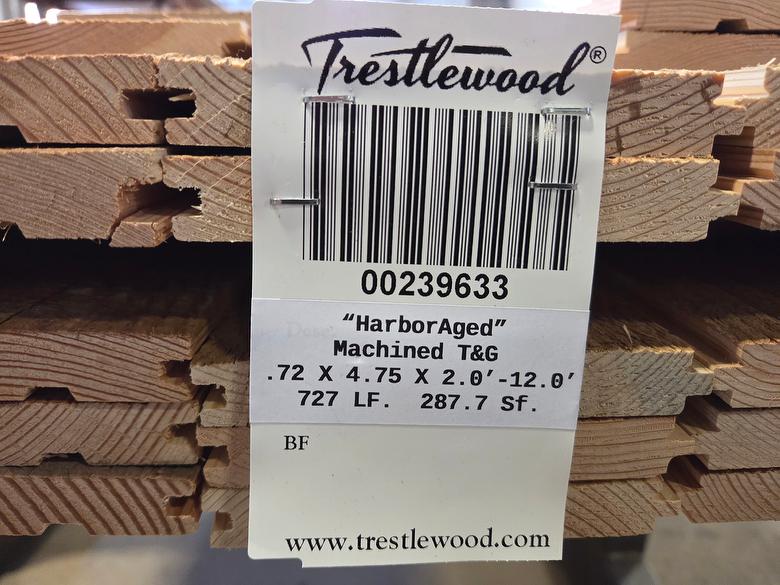 Trestlewood®
00239633
“HarborAged”
Machined T&G
.72 X 4.75 X 2.0’-12.0’
727 LF. 287.7 Sf.
BF
www.trestlewood.com